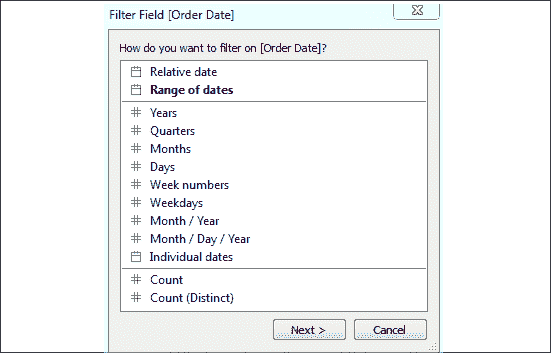 Filter Field [Order Date]
How do you want to filter on [Order Date]?
Relative date
Range of dates
Years
Quarters
Months
Days
Week numbers
Weekdays
Month / Year
Month / Day / Year
Individual dates
Count
Count (Distinct)
Next > Cancel